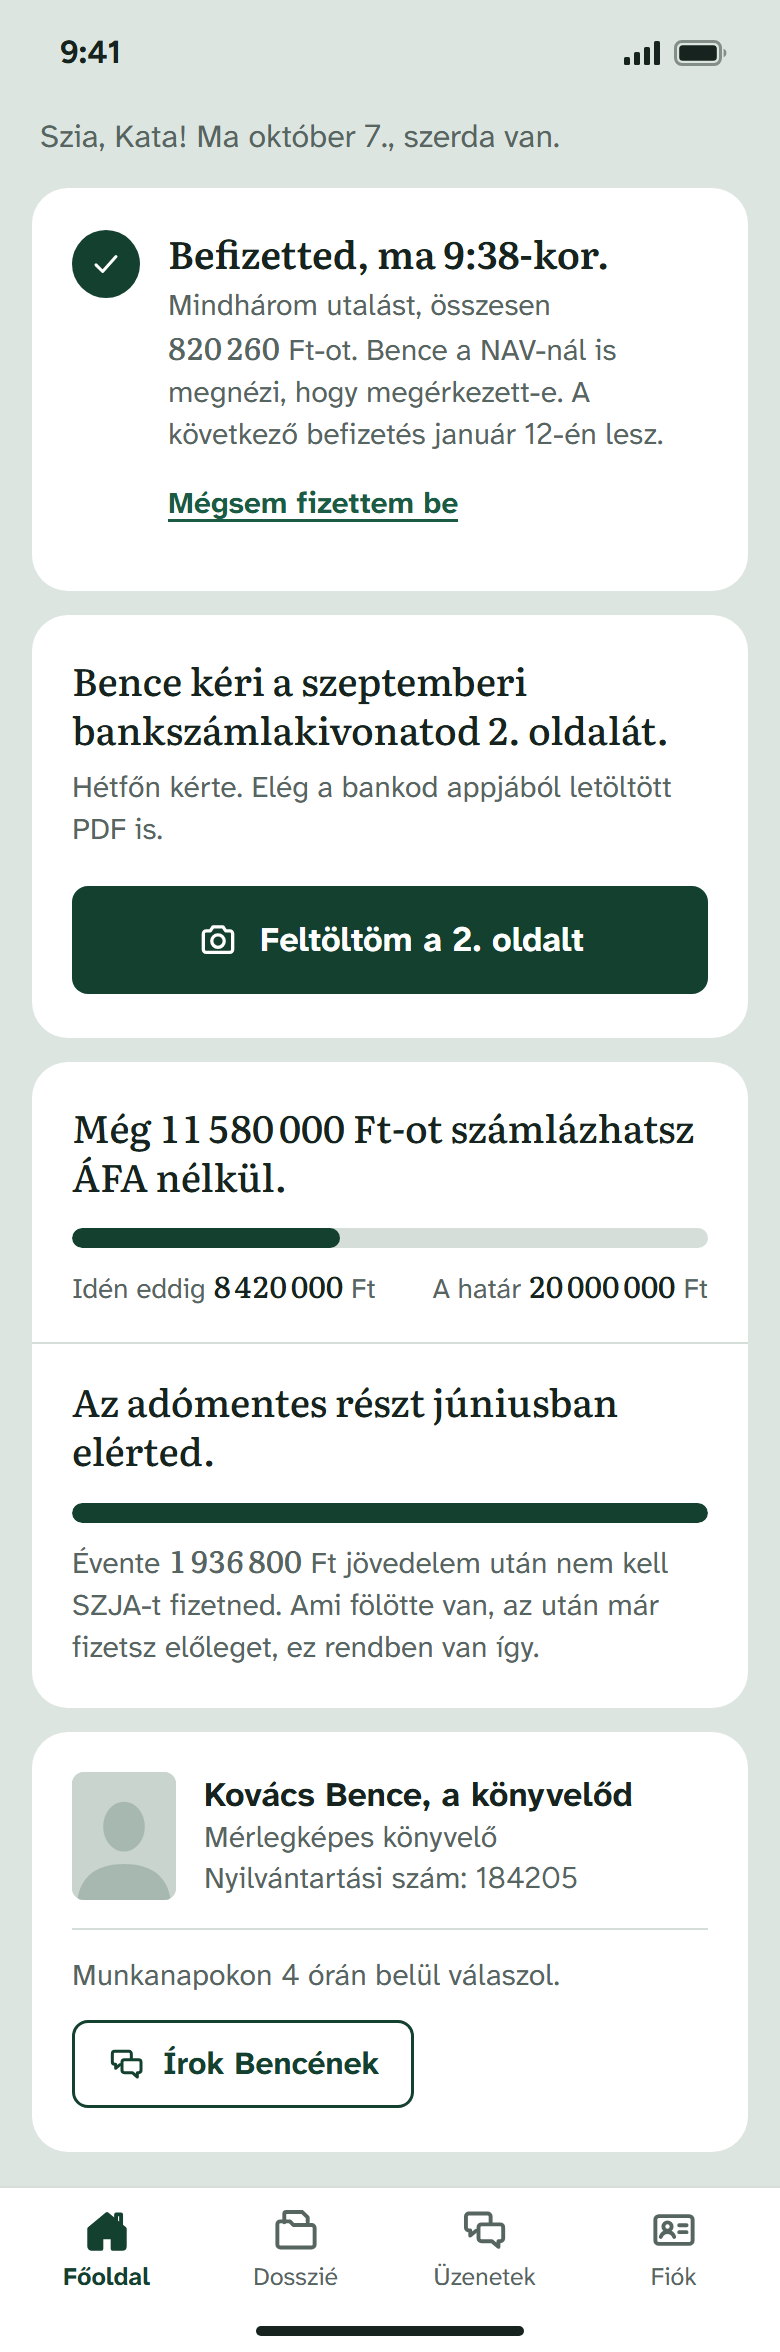 9:41
Szia, Kata! Ma október 7., szerda van.
Befizetted, ma 9:38-kor.
Mindhárom utalást, összesen
820 260 Ft-ot. Bence a NAV-nál is
megnézi, hogy megérkezett-e. A
következő befizetés január 12-én lesz.
Mégsem fizettem be
Bence kéri a szeptemberi
bankszámlakivonatod 2. oldalát.
Hétfőn kérte. Elég a bankod appjából letöltött
PDF is.
Feltöltöm a 2. oldalt
Még 11 580 000 Ft-ot számlázhatsz
ÁFA nélkül.
Idén eddig 8 420 000 Ft A határ 20 000 000 Ft
Az adómentes részt júniusban
elérted.
Évente 1 936 800 Ft jövedelem után nem kell
SZJA-t fizetned. Ami fölötte van, az után már
fizetsz előleget, ez rendben van így.
Kovács Bence, a könyvelőd
Mérlegképes könyvelő
Nyilvántartási szám: 184205
Munkanapokon 4 órán belül válaszol.
Írok Bencének
Főoldal Dosszié Üzenetek Fiók